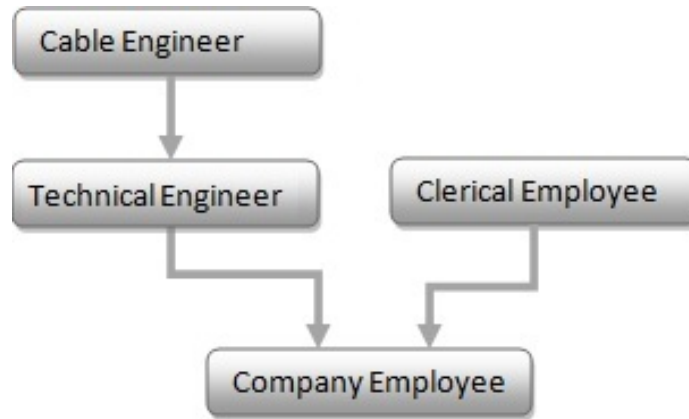 Cable Engineer
Technical Engineer
Clerical Employee
Company Employee